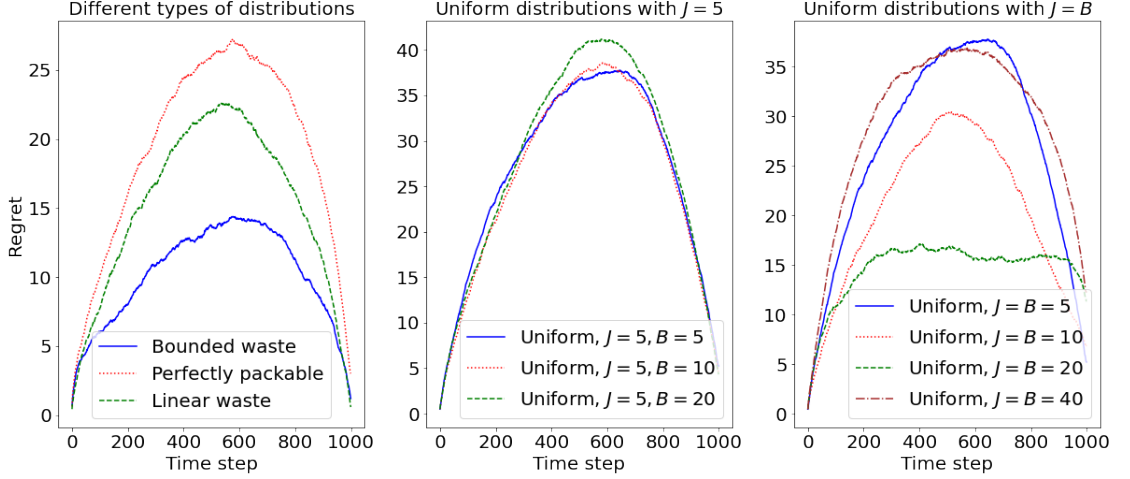 Different types of distributions
Regret
25
20
15
10
5
0
Bounded waste
Perfectly packable
Linear waste
0 200 400 600 800 1000
Time step
Uniform distributions with J = 5
40
35
30
25
20
15
10
5
0
Uniform, J = 5, B = 5
Uniform, J = 5, B = 10
Uniform, J = 5, B = 20
0 200 400 600 800 1000
Time step
Uniform distributions with J = B
35
30
25
20
15
10
5
0
Uniform, J = B = 5
Uniform, J = B = 10
Uniform, J = B = 20
Uniform, J = B = 40
0 200 400 600 800 1000
Time step